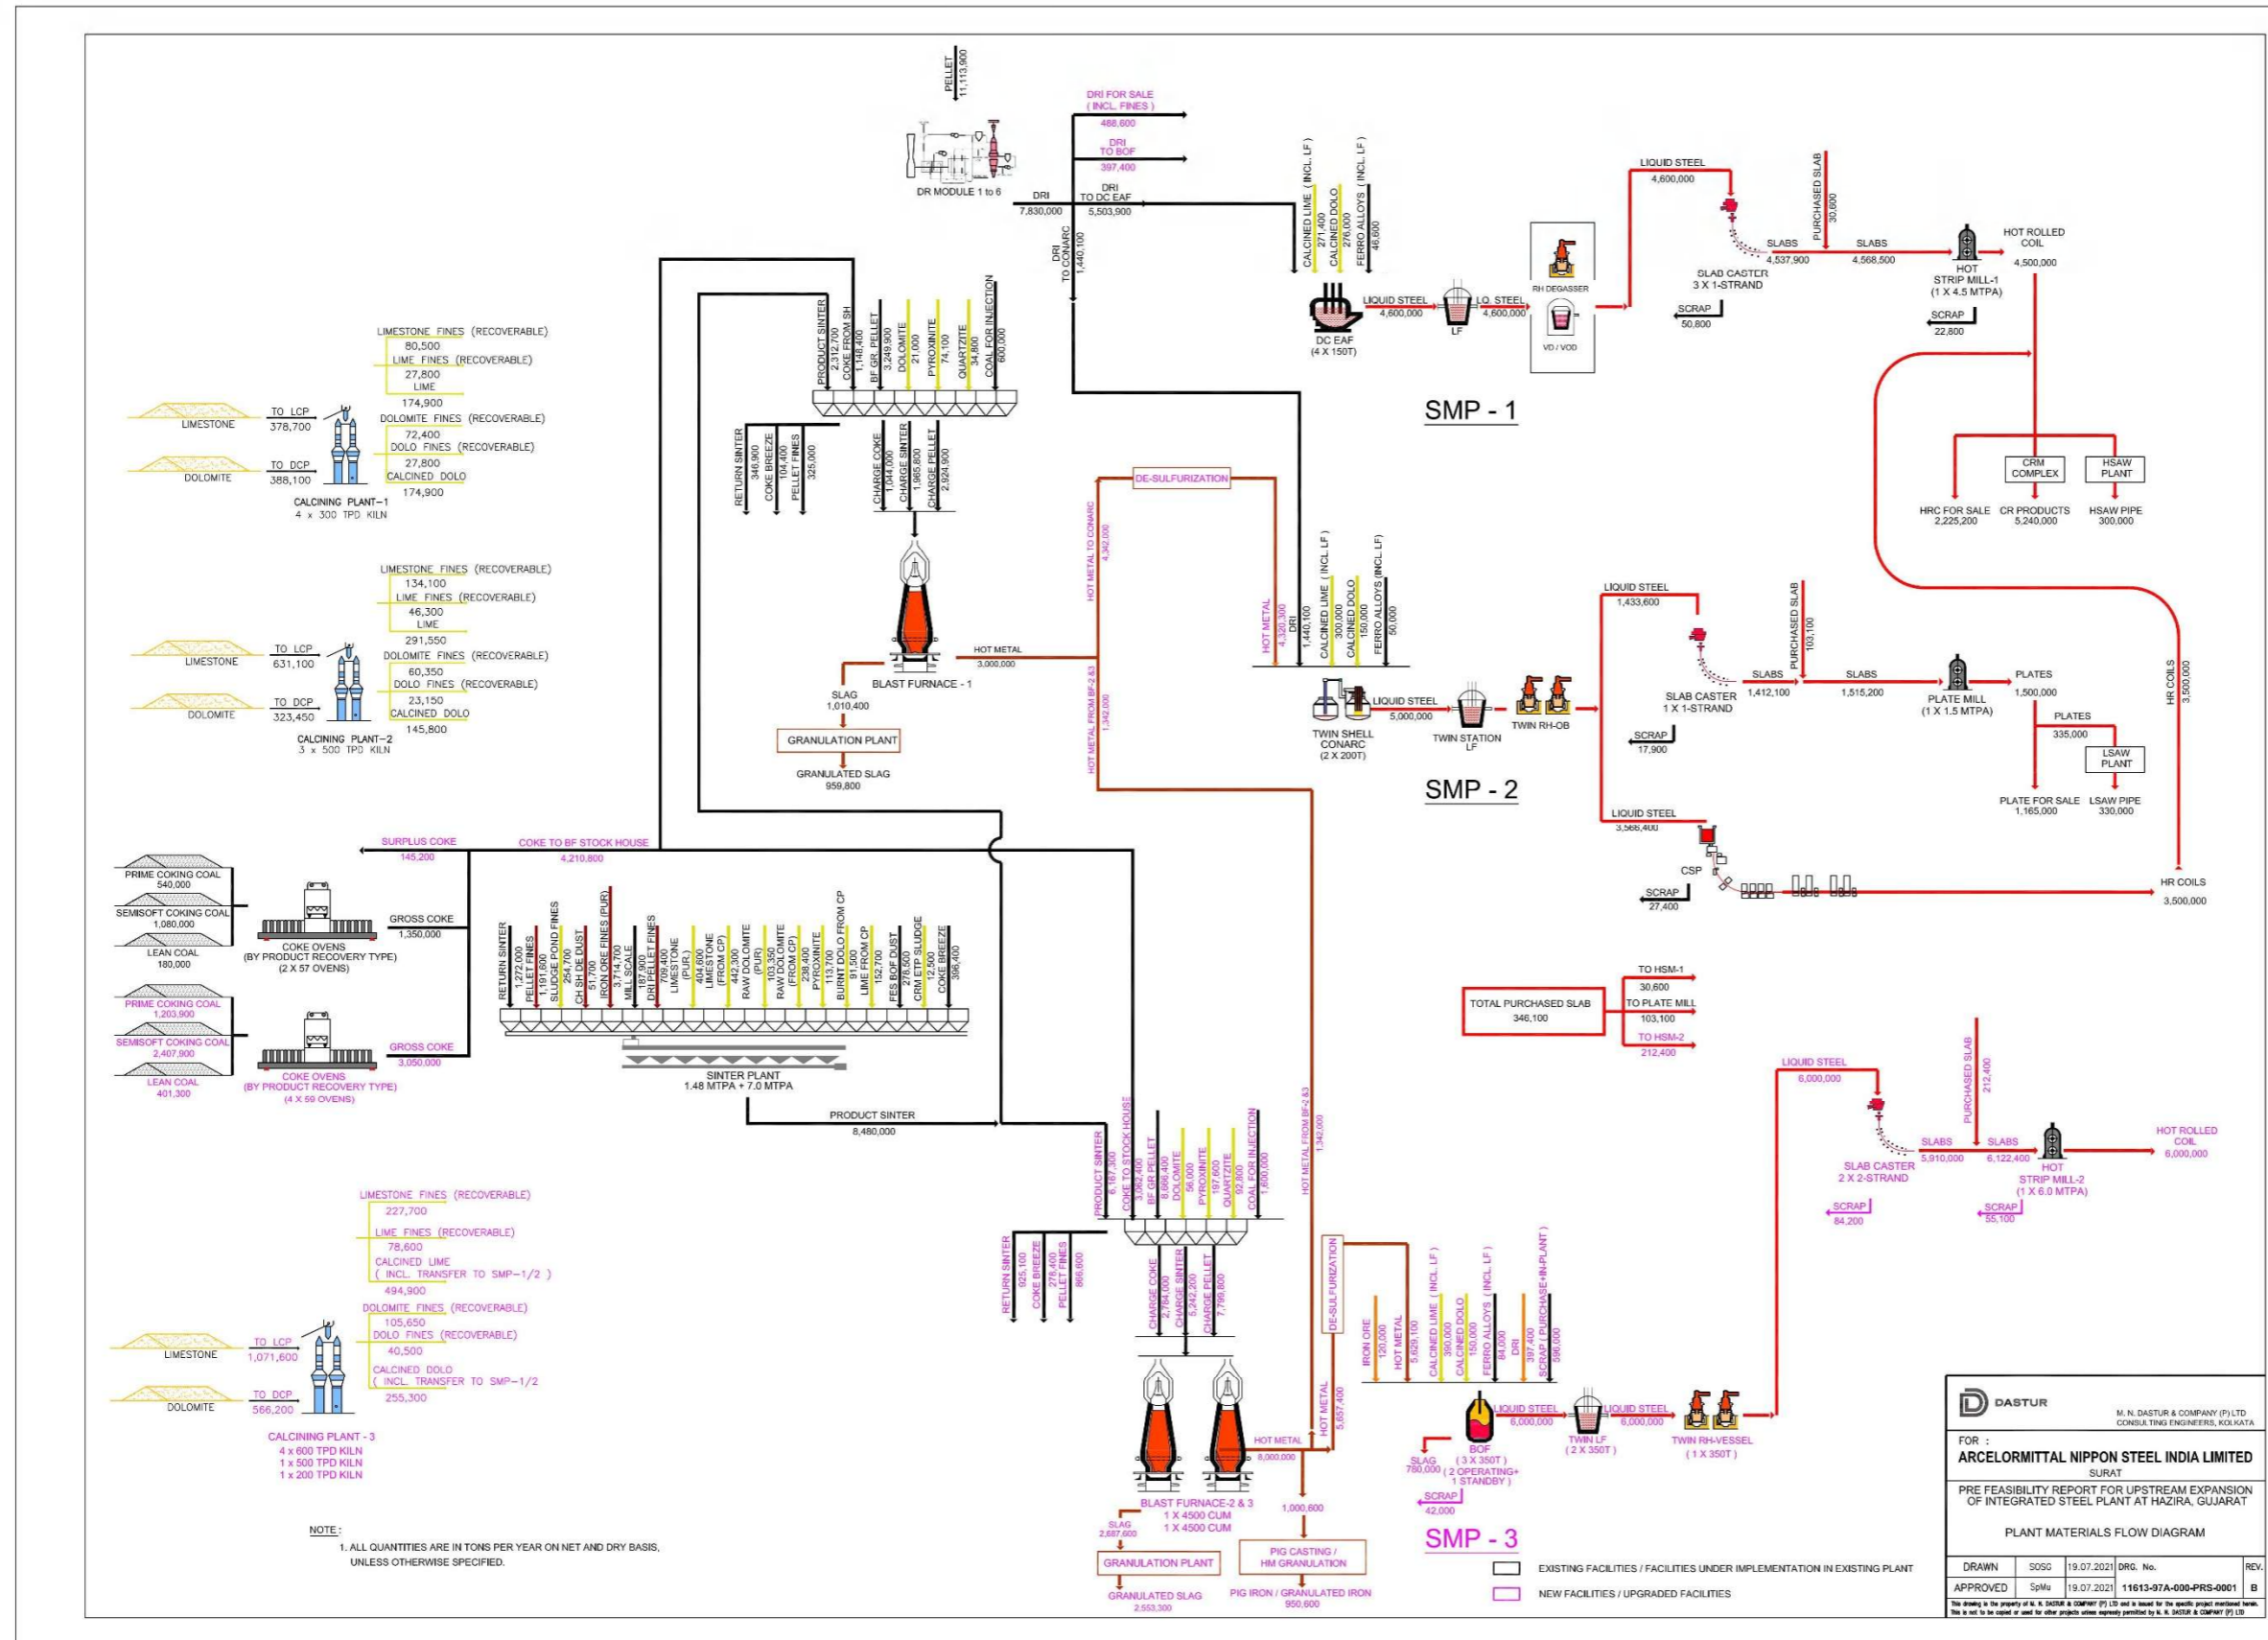 PELLET
11,113,900
DR MODULE 1 to 6
DRI FOR SALE
( INCL. FINES )
488,600
DRI
TO BOF
397,400
DRI
7,830,000
DRI
TO DC EAF
5,503,900
DRI
TO CONARC
1,440,100
CALCINED LIME ( INCL. LF )
271,400
CALCINED DOLO
276,000
FERRO ALLOYS ( INCL. LF )
46,600
DC EAF
(4 X 150T)
LIQUID STEEL
4,600,000
LF
LQ. STEEL
4,600,000
RH DEGASSER
VD / VOD
LIQUID STEEL
4,600,000
SLAB CASTER
3 X 1-STRAND
SCRAP
50,800
PURCHASED SLAB
30,600
SLABS
4,537,900
SLABS
4,568,500
HOT
STRIP MILL-1
(1 X 4.5 MTPA)
SCRAP
22,800
HOT ROLLED
COIL
4,500,000
SMP - 1
CRM
COMPLEX
HSAW
PLANT
HRC FOR SALE
2,225,200
CR PRODUCTS
5,240,000
HSAW PIPE
300,000
PRODUCT SINTER
2,312,700
COKE FROM SH
1,148,400
BF GR. PELLET
3,249,900
DOLOMITE
21,000
PYROXINITE
74,100
QUARTZITE
34,800
COAL FOR INJECTION
600,000
RETURN SINTER
346,900
COKE BREEZE
104,400
PELLET FINES
325,000
CHARGE COKE
1,044,000
CHARGE SINTER
1,965,800
CHARGE PELLET
2,924,900
BLAST FURNACE - 1
HOT METAL
3,000,000
SLAG
1,010,400
GRANULATION PLANT
GRANULATED SLAG
959,800
DE-SULFURIZATION
HOT METAL TO CONARC
4,342,000
HOT METAL FROM BF-2 &3
1,342,000
HOT METAL
4,320,300
DRI
1,440,100
CALCINED LIME ( INCL. LF )
300,000
CALCINED DOLO
150,000
FERRO ALLOYS (INCL. LF)
50,000
TWIN SHELL
CONARC
(2 X 200T)
LIQUID STEEL
5,000,000
TWIN STATION
LF
TWIN RH-OB
SMP - 2
LIQUID STEEL
1,433,600
SLAB CASTER
1 X 1-STRAND
SCRAP
17,900
PURCHASED SLAB
103,100
SLABS
1,412,100
SLABS
1,515,200
PLATE MILL
(1 X 1.5 MTPA)
PLATES
1,500,000
PLATES
335,000
LSAW
PLANT
PLATE FOR SALE
1,165,000
LSAW PIPE
330,000
HR COILS
3,500,000
LIQUID STEEL
3,566,400
CSP
SCRAP
27,400
HR COILS
3,500,000
LIMESTONE
TO LCP
378,700
DOLOMITE
TO DCP
388,100
LIMESTONE FINES (RECOVERABLE)
80,500
LIME FINES (RECOVERABLE)
27,800
LIME
174,900
DOLOMITE FINES (RECOVERABLE)
72,400
DOLO FINES (RECOVERABLE)
27,800
CALCINED DOLO
174,900
CALCINING PLANT-1
4 x 300 TPD KILN
LIMESTONE
TO LCP
631,100
DOLOMITE
TO DCP
323,450
LIMESTONE FINES (RECOVERABLE)
134,100
LIME FINES (RECOVERABLE)
46,300
LIME
291,550
DOLOMITE FINES (RECOVERABLE)
60,350
DOLO FINES (RECOVERABLE)
23,150
CALCINED DOLO
145,800
CALCINING PLANT-2
3 x 500 TPD KILN
SURPLUS COKE
145,200
COKE TO BF STOCK HOUSE
4,210,800
PRIME COKING COAL
540,000
SEMISOFT COKING COAL
1,080,000
LEAN COAL
180,000
COKE OVENS
(BY PRODUCT RECOVERY TYPE)
(2 X 57 OVENS)
GROSS COKE
1,350,000
PRIME COKING COAL
1,203,900
SEMISOFT COKING COAL
2,407,900
LEAN COAL
401,300
COKE OVENS
(BY PRODUCT RECOVERY TYPE)
(4 X 59 OVENS)
GROSS COKE
3,050,000
RETURN SINTER
1,272,000
PELLET FINES
1,191,600
SLUDGE POND FINES
254,700
CH SH DE DUST
51,700
IRON ORE FINES (PUR)
3,714,700
MILL SCALE
187,900
DRI PELLET FINES
709,400
LIMESTONE
(PUR.)
404,600
LIMESTONE
(FROM CP)
442,300
RAW DOLOMITE
(PUR)
103,350
RAW DOLOMITE
(FROM CP)
238,400
PYROXINITE
113,700
BURNT DOLO FROM CP
91,500
LIME FROM CP
152,700
FES BOF DUST
278,500
CRM ETP SLUDGE
12,500
COKE BREEZE
396,400
SINTER PLANT
1.48 MTPA + 7.0 MTPA
PRODUCT SINTER
8,480,000
TOTAL PURCHASED SLAB
346,100
TO HSM-1
30,600
TO PLATE MILL
103,100
TO HSM-2
212,400
PRODUCT SINTER
6,167,300
COKE TO STOCK HOUSE
3,062,400
BF GR PELLET
8,666,400
DOLOMITE
56,000
PYROXINITE
197,600
QUARTZITE
92,800
COAL FOR INJECTION
1,600,000
HOT METAL FROM BF-2 &3
1,342,000
RETURN SINTER
925,100
COKE BREEZE
278,400
PELLET FINES
866,600
CHARGE COKE
2,784,000
CHARGE SINTER
5,242,200
CHARGE PELLET
7,799,800
BLAST FURNACE-2 & 3
1 X 4500 CUM
1 X 4500 CUM
SLAG
2,687,600
GRANULATION PLANT
GRANULATED SLAG
2,553,300
HOT METAL
8,000,000
1,000,600
PIG CASTING /
HM GRANULATION
PIG IRON / GRANULATED IRON
950,600
HOT METAL
5,657,400
DE-SULFURIZATION
IRON ORE
120,000
HOT METAL
5,629,100
CALCINED LIME ( INCL. LF )
390,000
CALCINED DOLO
150,000
FERRO ALLOYS ( INCL. LF )
84,000
DRI
397,400
SCRAP ( PURCHASE+IN-PLANT )
596,000
BOF
( 3 X 350T )
( 2 OPERATING+
1 STANDBY )
SLAG
780,000
SCRAP
42,000
LIQUID STEEL
6,000,000
TWIN LF
( 2 X 350T )
LIQUID STEEL
6,000,000
TWIN RH-VESSEL
( 1 X 350T )
SMP - 3
LIQUID STEEL
6,000,000
SLAB CASTER
2 X 2-STRAND
SCRAP
84,200
PURCHASED SLAB
212,400
SLABS
5,910,000
SLABS
6,122,400
HOT
STRIP MILL-2
(1 X 6.0 MTPA)
SCRAP
55,100
HOT ROLLED
COIL
6,000,000
LIMESTONE
TO LCP
1,071,600
DOLOMITE
TO DCP
566,200
LIMESTONE FINES (RECOVERABLE)
227,700
LIME FINES (RECOVERABLE)
78,600
CALCINED LIME
( INCL. TRANSFER TO SMP-1/2 )
494,900
DOLOMITE FINES (RECOVERABLE)
105,650
DOLO FINES (RECOVERABLE)
40,500
CALCINED DOLO
( INCL. TRANSFER TO SMP-1/2
255,300
CALCINING PLANT - 3
4 x 600 TPD KILN
1 x 500 TPD KILN
1 x 200 TPD KILN
NOTE :
1. ALL QUANTITIES ARE IN TONS PER YEAR ON NET AND DRY BASIS,
UNLESS OTHERWISE SPECIFIED.
EXISTING FACILITIES / FACILITIES UNDER IMPLEMENTATION IN EXISTING PLANT
NEW FACILITIES / UPGRADED FACILITIES
DASTUR
M. N. DASTUR & COMPANY (P) LTD
CONSULTING ENGINEERS, KOLKATA
FOR :
ARCELORMITTAL NIPPON STEEL INDIA LIMITED
SURAT
PRE FEASIBILITY REPORT FOR UPSTREAM EXPANSION
OF INTEGRATED STEEL PLANT AT HAZIRA, GUJARAT
PLANT MATERIALS FLOW DIAGRAM
DRAWN SOSG 19.07.2021 DRG. No. REV.
APPROVED SpMu 19.07.2021 11613-97A-000-PRS-0001 B
This drawing is the property of M. N. DASTUR & COMPANY (P) LTD and is issued for the specific project mentioned herein.
This is not to be copied or used for other projects unless expressly permitted by M. N. DASTUR & COMPANY (P) LTD